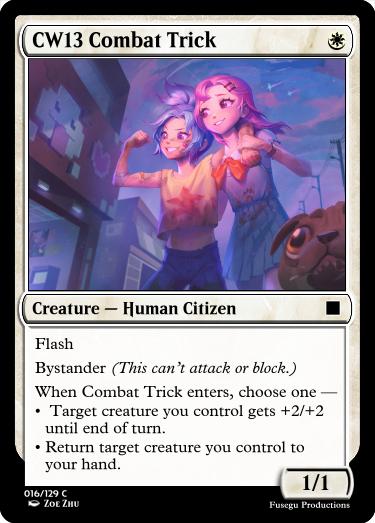 CW13 Combat Trick
Creature — Human Citizen
Flash
Bystander (This can't attack or block.)
When Combat Trick enters, choose one —
• Target creature you control gets +2/+2
until end of turn.
• Return target creature you control to
your hand.
1/1
016/129 C
Zoe Zhu
Fusegu Productions